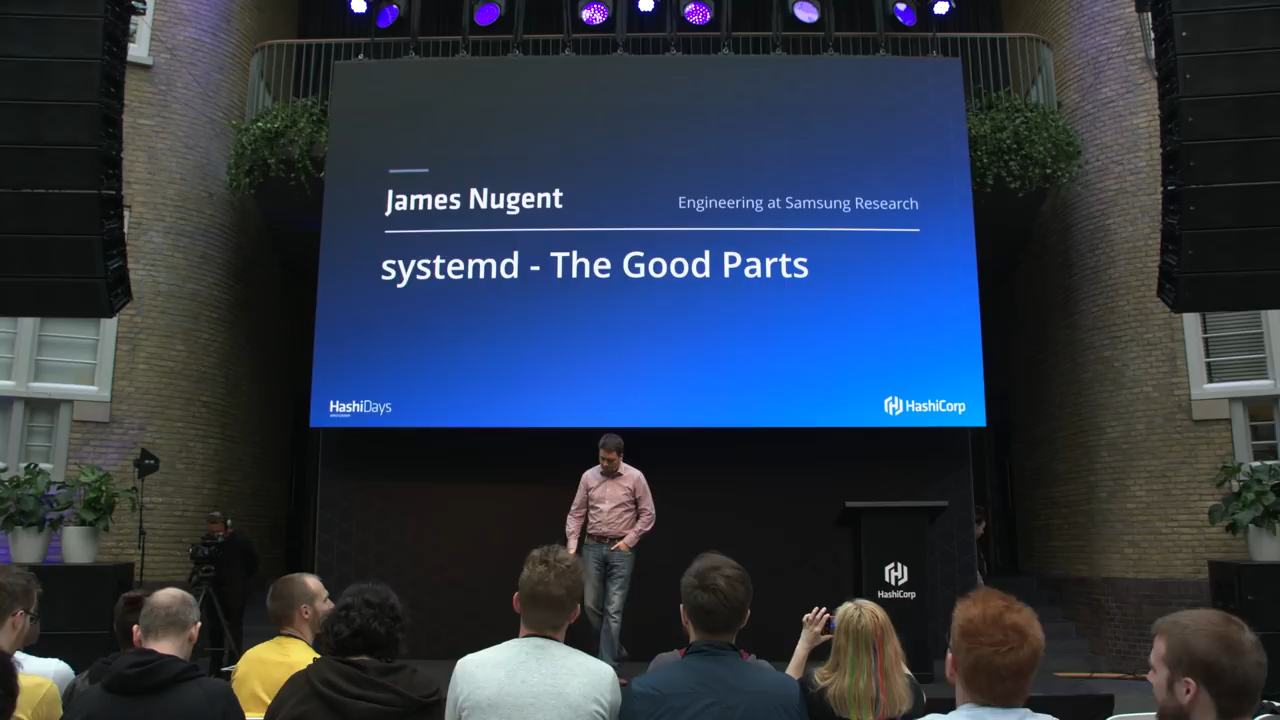 James Nugent
Engineering at Samsung Research
systemd - The Good Parts
HashiDays
HashiCorp
HashiCorp